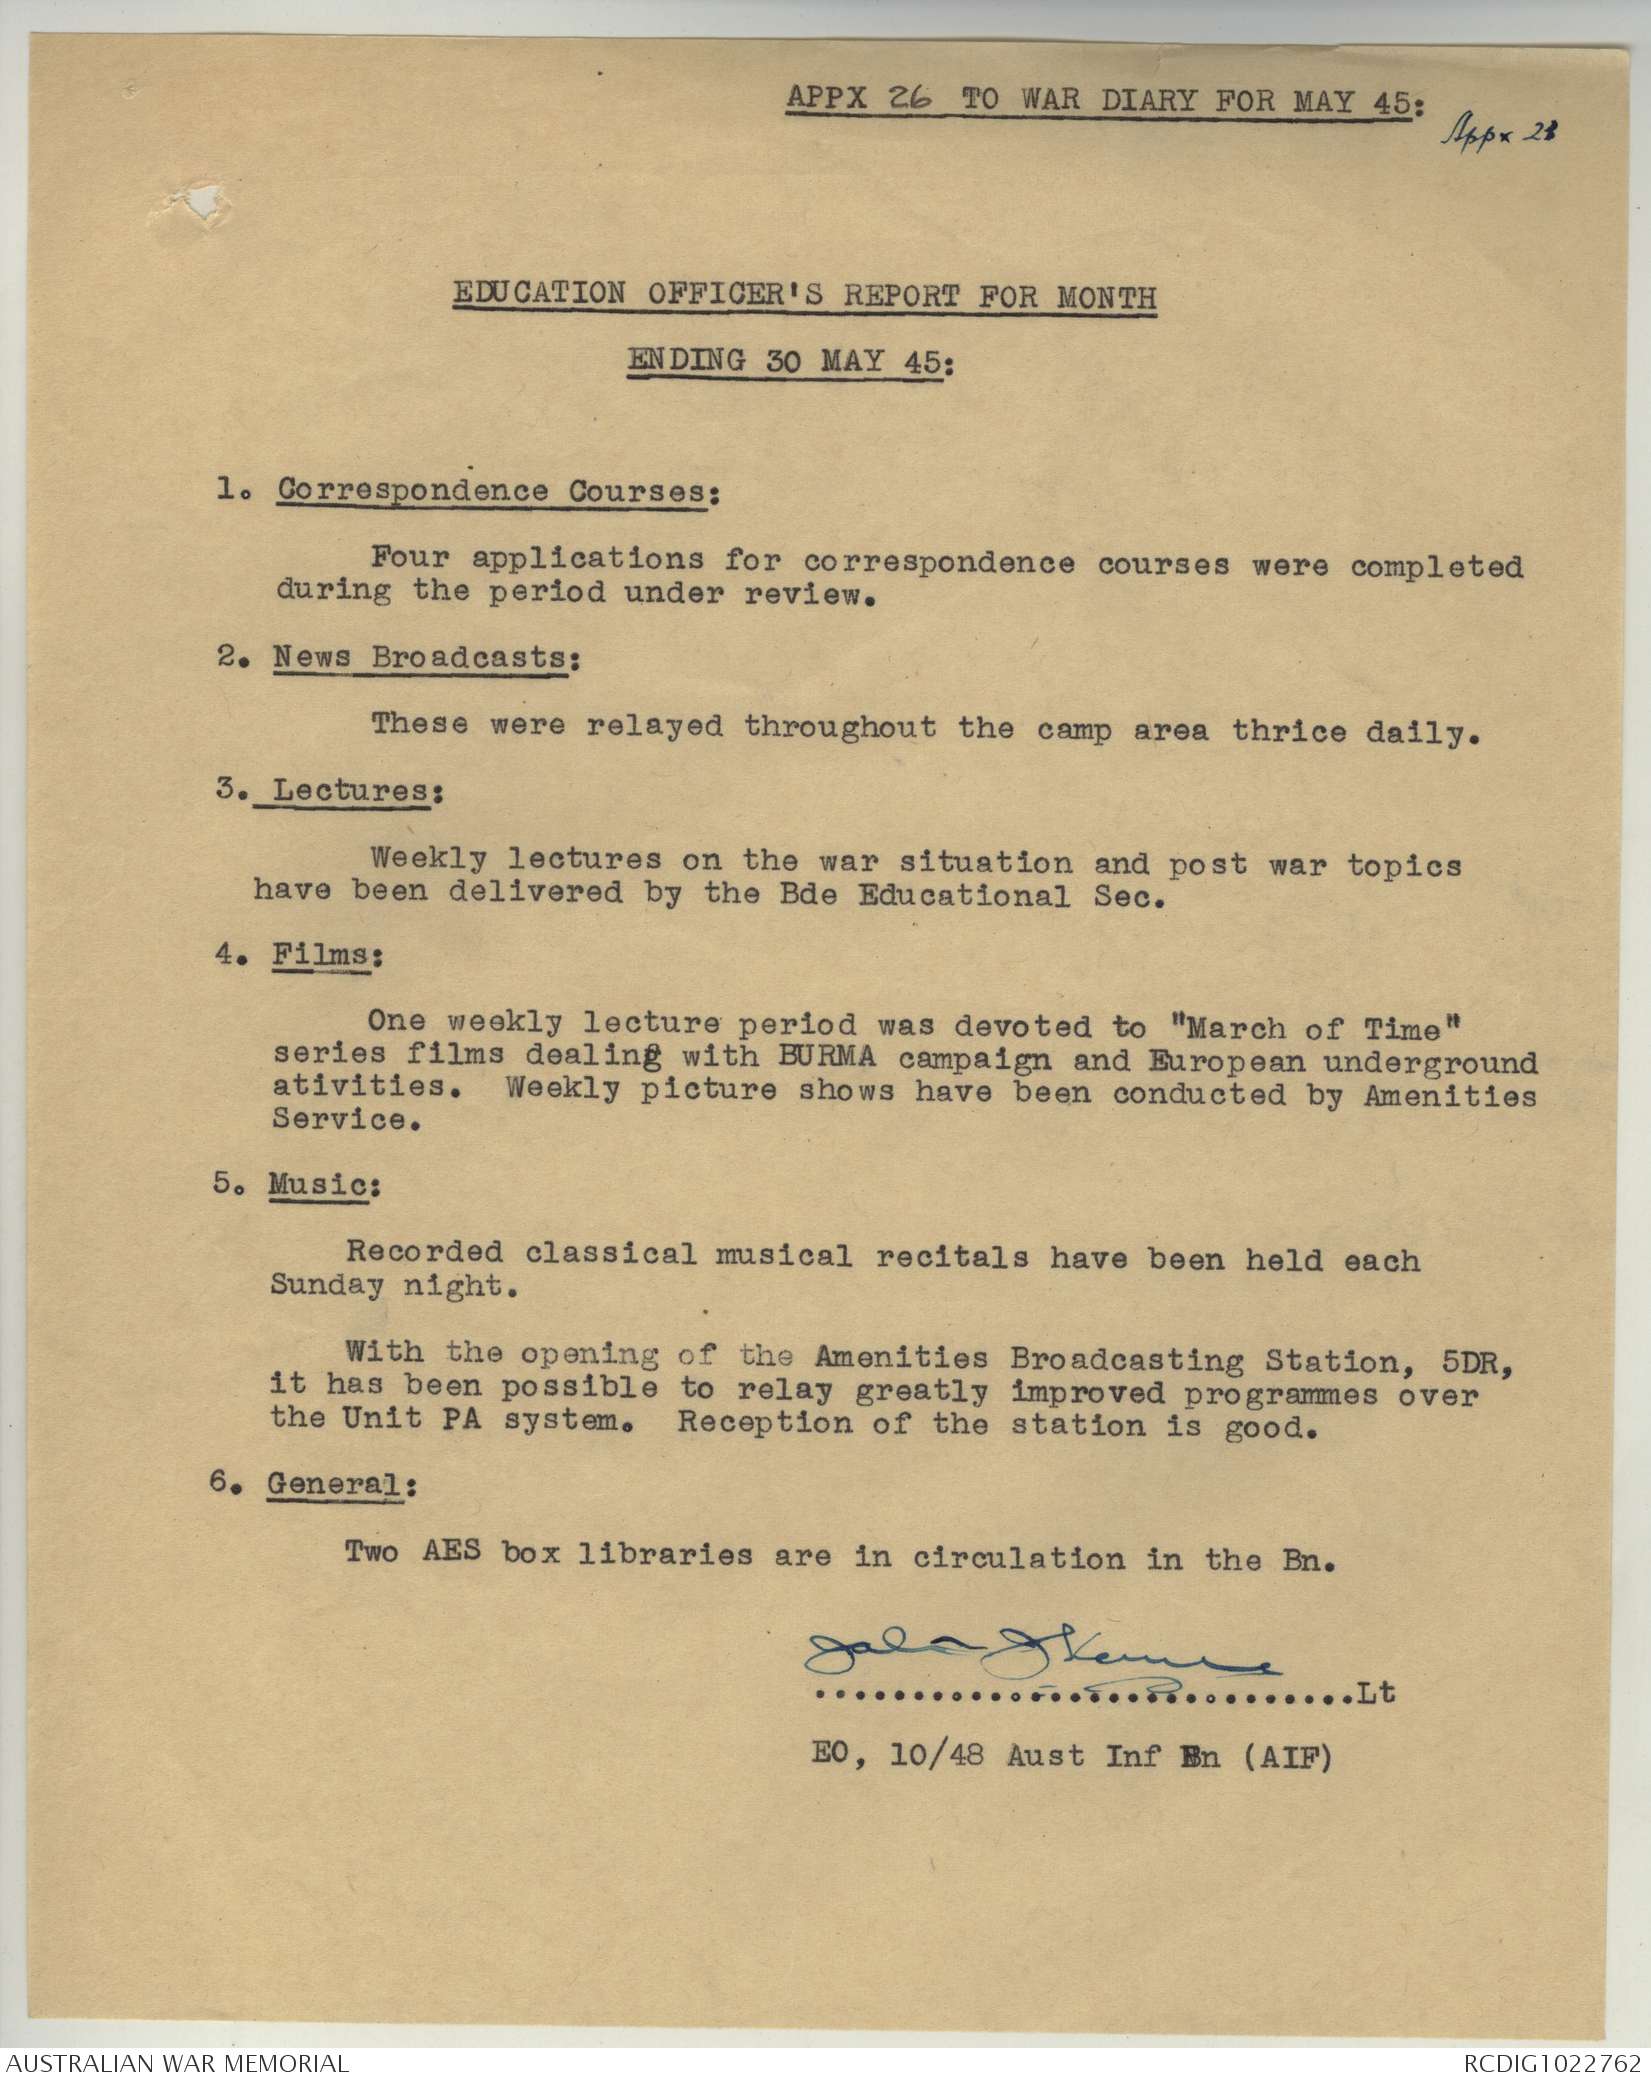 APPX 26 TO WAR DIARY FOR MAY 45:
Appx 23
EDUCATION OFFICER'S REPORT FOR MONTH
ENDING 30 MAY 45:
1. Correspondence Courses:
Four applications for correspondence courses were completed
during the period under review.
2. News Broadcasts:
These were relayed throughout the camp area thrice daily.
3. Lectures:
Weekly lectures on the war situation and post war topics
have been delivered by the Bde Educational Sec.
4. Films:
One weekly lecture period was devoted to "March of Time"
series films dealing with BURMA campaign and European underground
ativities. Weekly picture shows have been conducted by Amenities
Service.
5. Music:
Recorded classical musical recitals have been held each
Sunday night.
With the opening of the Amenities Broadcasting Station, 5DR,
it has been possible to relay greatly improved programmes over
the Unit PA system. Reception of the station is good.
6. General:
Two AES box libraries are in circulation in the Bn.
John
............................Lt
EO, 10/48 Aust Inf Bn (AIF)
AUSTRALIAN WAR MEMORIAL
RCDIG1022762